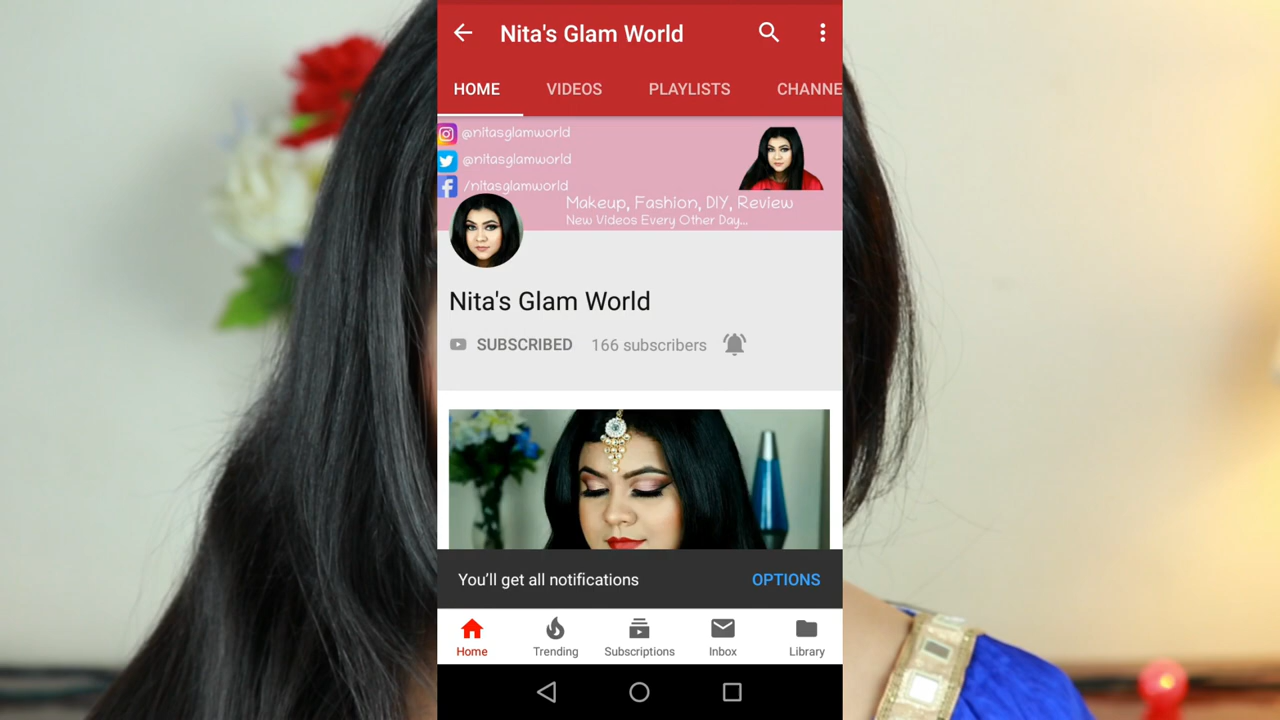 Nita's Glam World
HOME VIDEOS PLAYLISTS CHANNE
@nitasglamworld
@nitasglamworld
/nitasglamworld
Makeup, Fashion, DIY, Review
New Videos Every Other Day...
Nita's Glam World
SUBSCRIBED 166 subscribers
You'll get all notifications OPTIONS
Home Trending Subscriptions Inbox Library